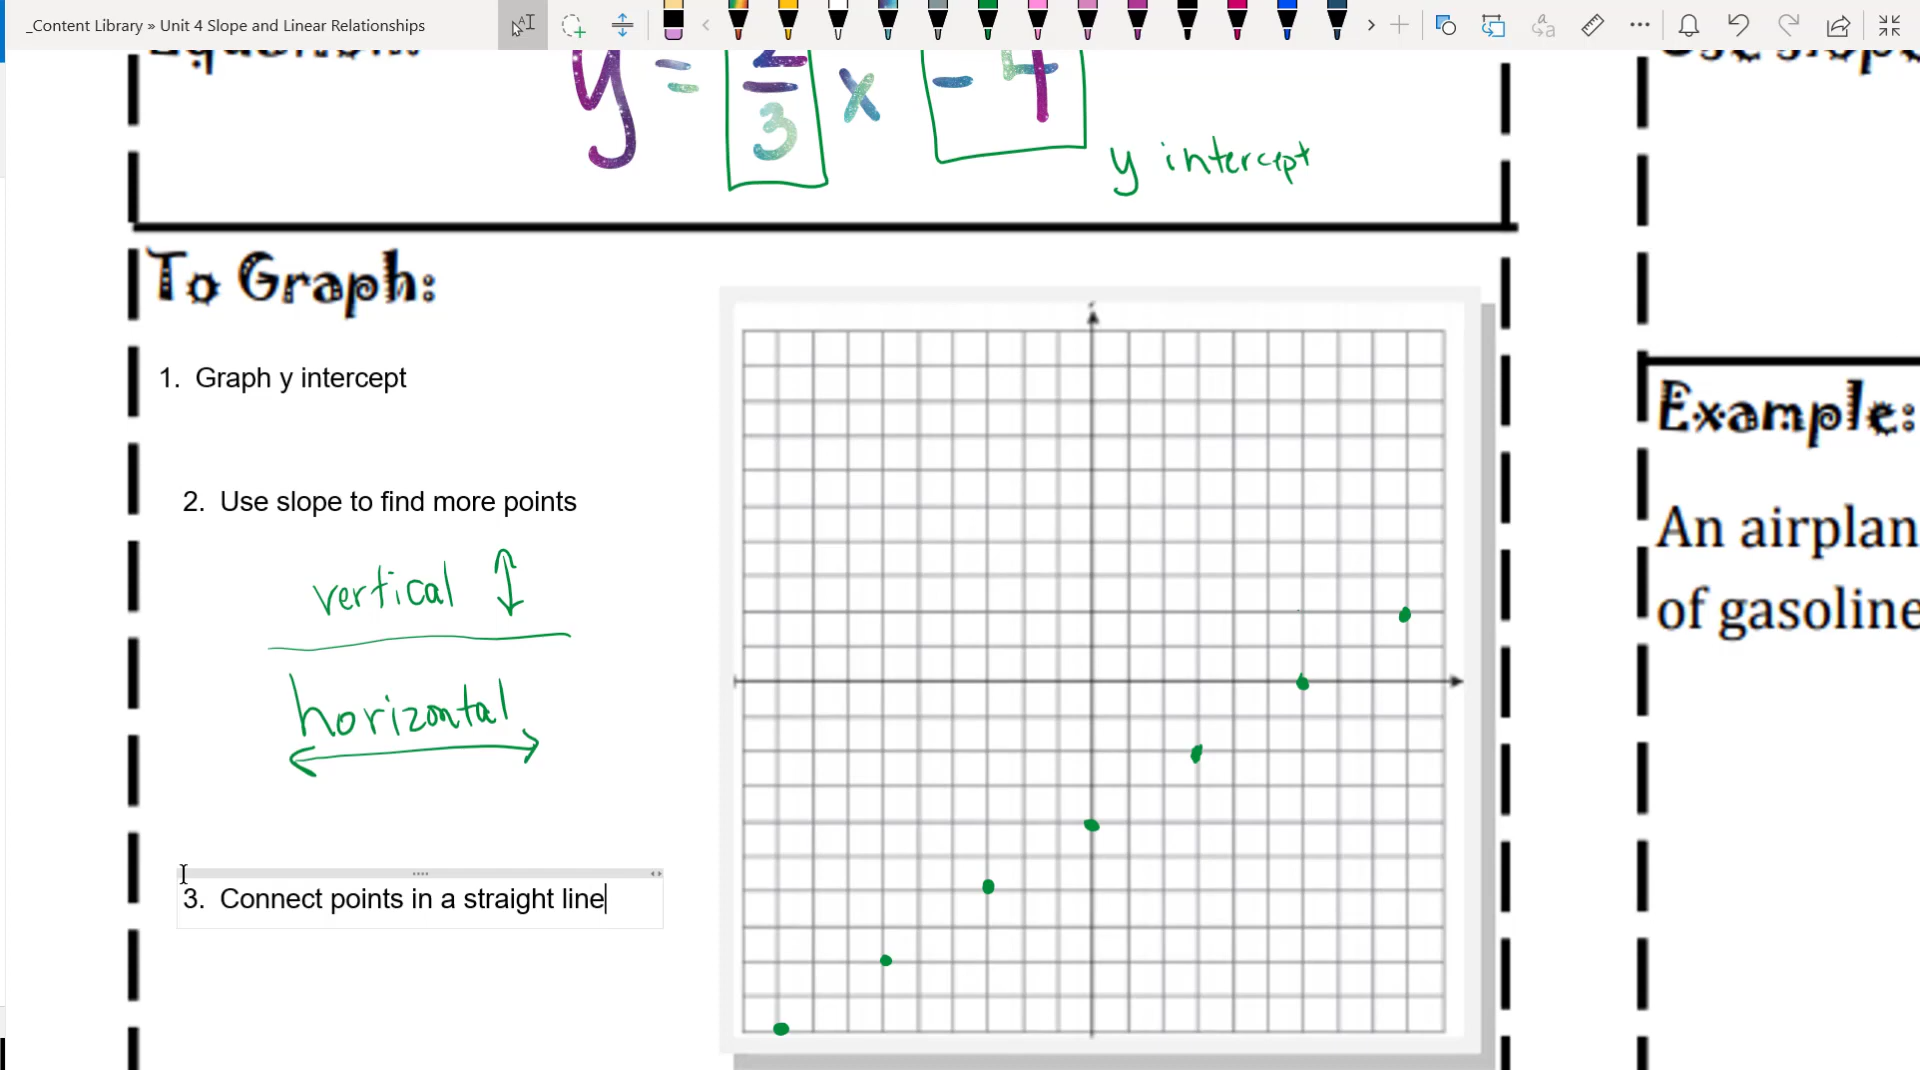 _Content Library » Unit 4 Slope and Linear Relationships
Equation:
y = 2/3 x - 4
y intercept
To Graph:
1. Graph y intercept
2. Use slope to find more points
vertical
horizontal
3. Connect points in a straight line
Example:
An airplan
of gasoline